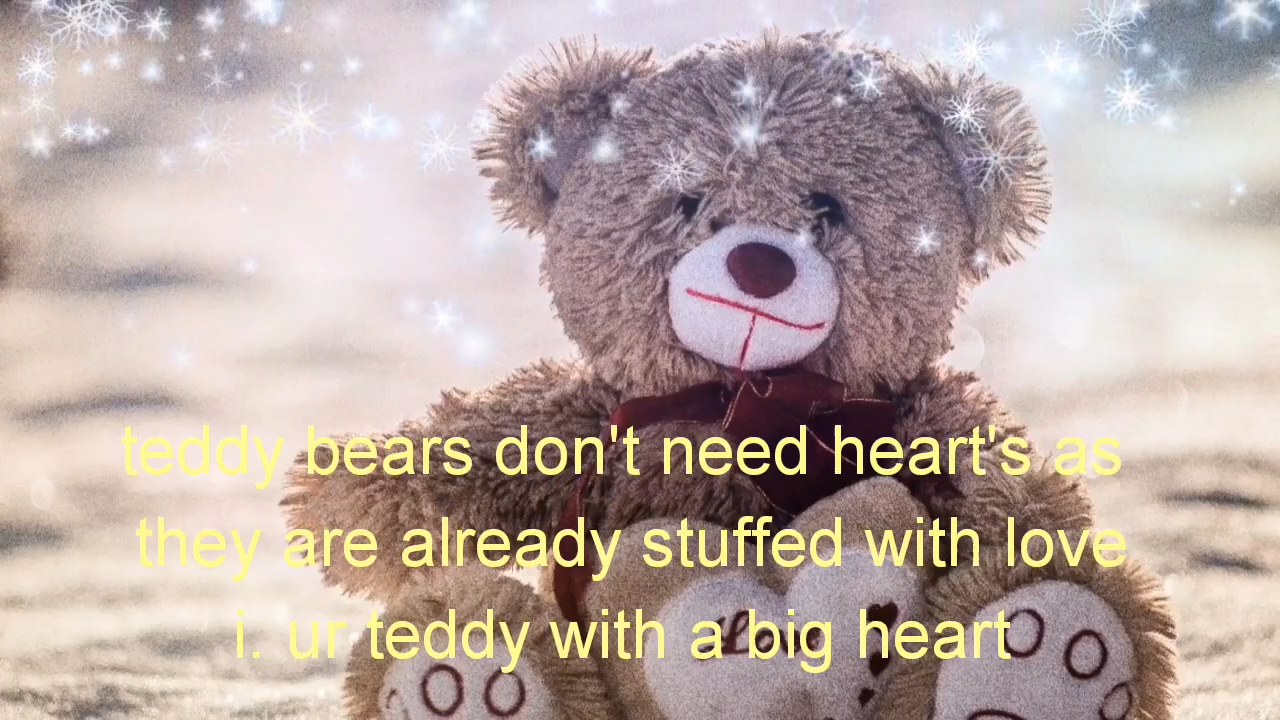 teddy bears don't need heart's as
they are already stuffed with love
i. ur teddy with a big heart